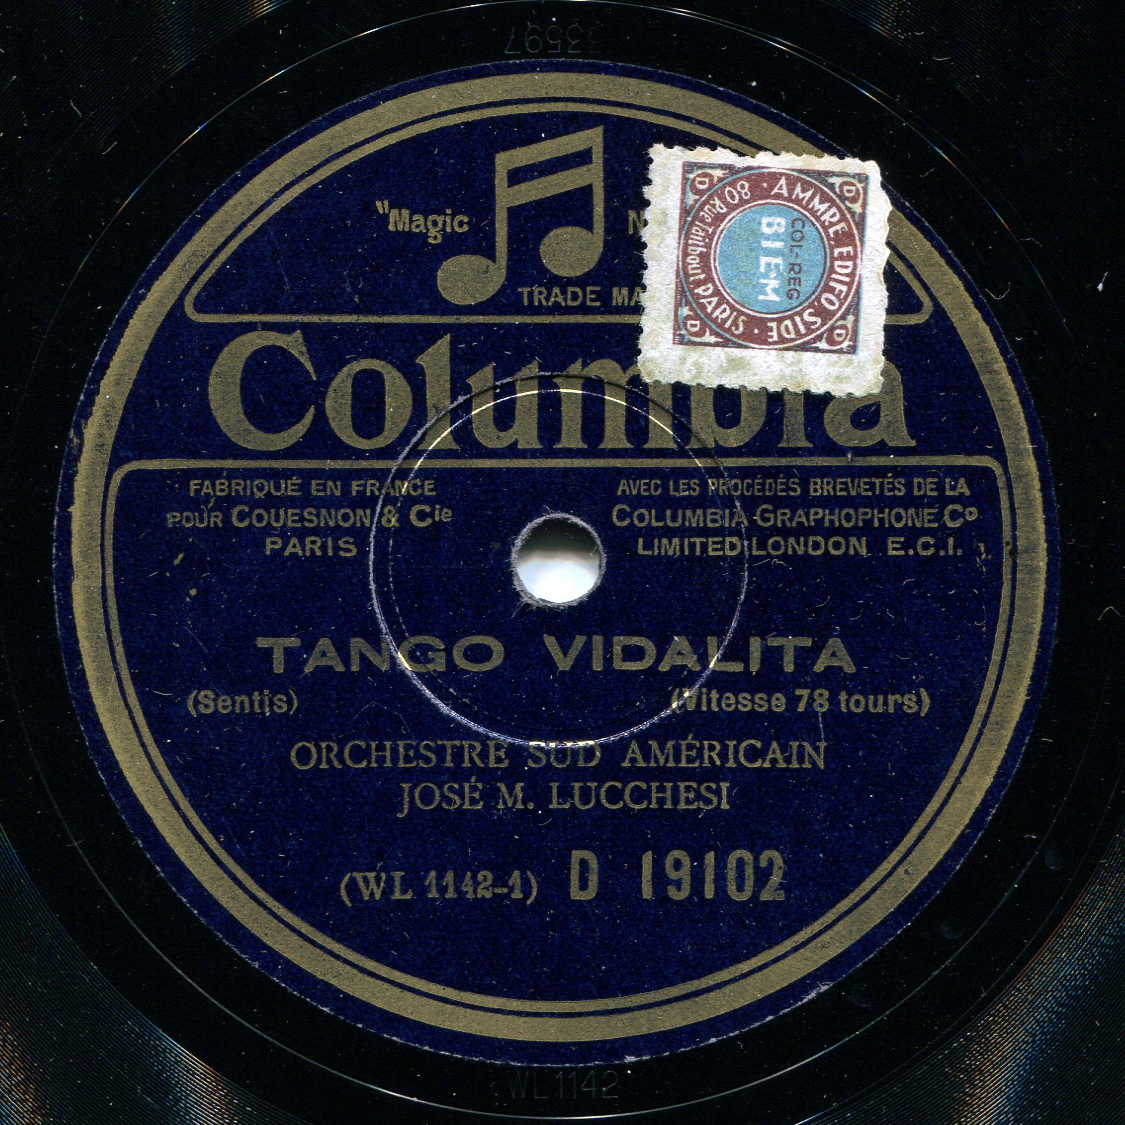 33597
"Magic N
TRADE MA
AMMRE. EDIFO. SIDE
80 Rue Taitbout PARIS
COL-REG
BIEM
D
D
D
D
Columbia
FABRIQUÉ EN FRANCE
POUR COUESNON & Cie
PARIS
AVEC LES PROCÉDÉS BREVETÉS DE LA
COLUMBIA GRAPHOPHONE Co
LIMITED LONDON E.C.I.
TANGO VIDALITA
(Sentis) (Vitesse 78 tours)
ORCHESTRE SUD AMÉRICAIN
JOSÉ M. LUCCHESI
(WL 1142-1) D 19102
WL1142